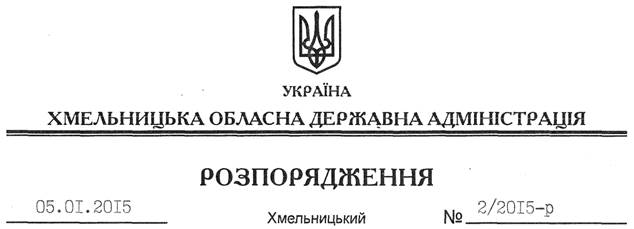 УКРАЇНА
ХМЕЛЬНИЦЬКА ОБЛАСНА ДЕРЖАВНА АДМІНІСТРАЦІЯ
РОЗПОРЯДЖЕННЯ
05.01.2015 Хмельницький № 2/2015-р